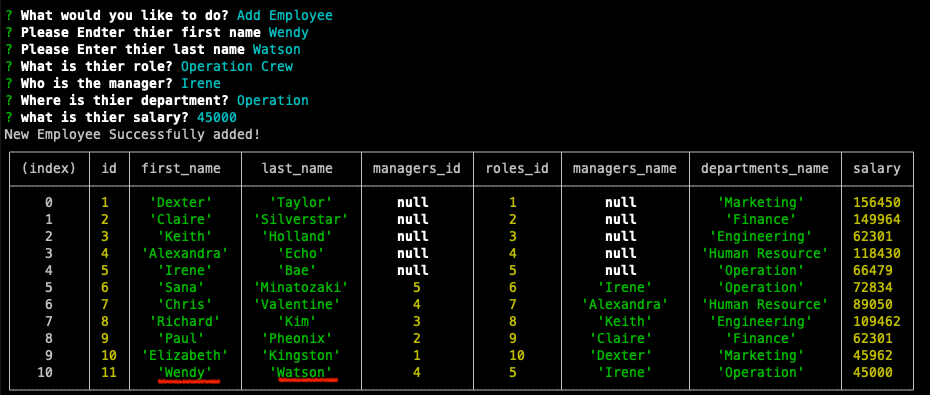 ? What would you like to do? Add Employee
? Please Endter thier first name Wendy
? Please Enter thier last name Watson
? What is thier role? Operation Crew
? Who is the manager? Irene
? Where is thier department? Operation
? what is thier salary? 45000
New Employee Successfully added!
(index) id first_name last_name managers_id roles_id managers_name departments_name salary
0 1 'Dexter' 'Taylor' null 1 null 'Marketing' 156450
1 2 'Claire' 'Silverstar' null 2 null 'Finance' 149964
2 3 'Keith' 'Holland' null 3 null 'Engineering' 62301
3 4 'Alexandra' 'Echo' null 4 null 'Human Resource' 118430
4 5 'Irene' 'Bae' null 5 null 'Operation' 66479
5 6 'Sana' 'Minatozaki' 5 6 'Irene' 'Operation' 72834
6 7 'Chris' 'Valentine' 4 7 'Alexandra' 'Human Resource' 89050
7 8 'Richard' 'Kim' 3 8 'Keith' 'Engineering' 109462
8 9 'Paul' 'Pheonix' 2 9 'Claire' 'Finance' 62301
9 10 'Elizabeth' 'Kingston' 1 10 'Dexter' 'Marketing' 45962
10 11 'Wendy' 'Watson' 4 5 'Irene' 'Operation' 45000